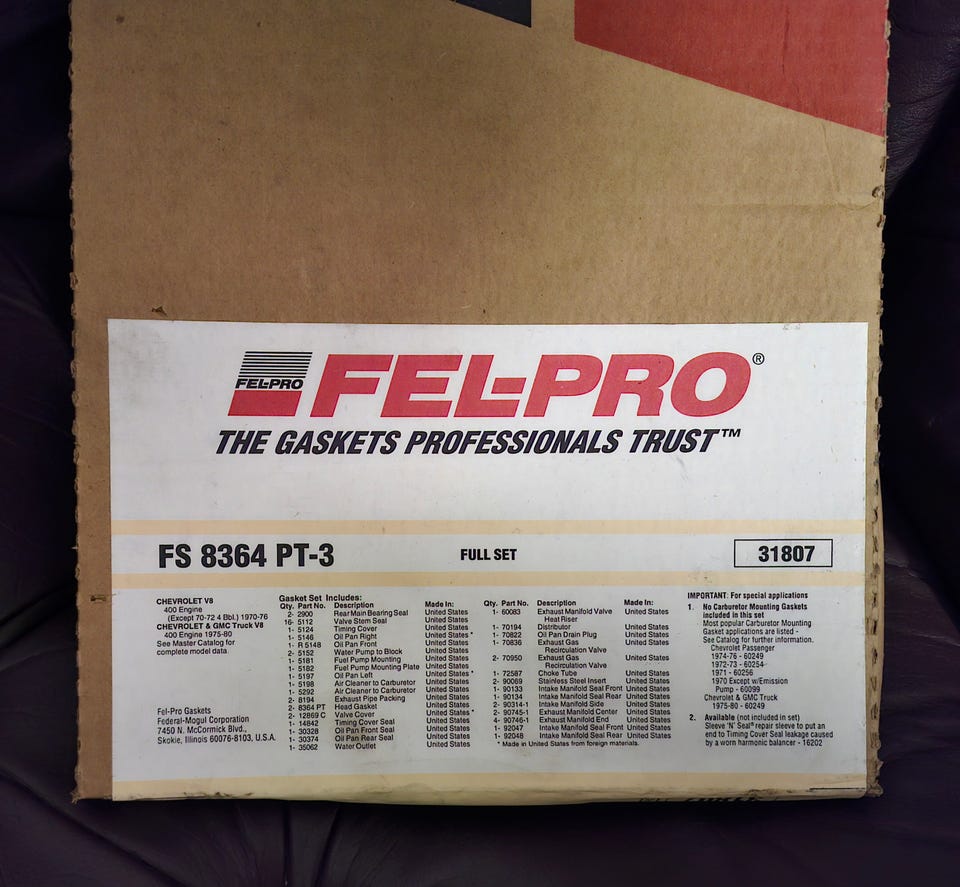 FEL-PRO
FEL-PRO®
THE GASKETS PROFESSIONALS TRUST™
FS 8364 PT-3
FULL SET
31807
CHEVROLET V8
400 Engine
(Except 70-72 4 Bbl.) 1970-76
CHEVROLET & GMC Truck V8
400 Engine 1975-80
See Master Catalog for
complete model data.
Fel-Pro Gaskets
Federal-Mogul Corporation
7450 N. McCormick Blvd.,
Skokie, Illinois 60076-8103, U.S.A.
Gasket Set Includes:
Qty. Part No. Description Made In:
2- 2900 Rear Main Bearing Seal United States
16- 5112 Valve Stem Seal United States
1- 5124 Timing Cover United States
1- 5146 Oil Pan Right United States *
1- R 5148 Oil Pan Front United States
2- 5152 Water Pump to Block United States
1- 5181 Fuel Pump Mounting United States
1- 5182 Fuel Pump Mounting Plate United States
1- 5197 Oil Pan Left United States *
1- 5198 Air Cleaner to Carburetor United States
1- 5292 Air Cleaner to Carburetor United States
2- 8194 Exhaust Pipe Packing United States
2- 8364 PT Head Gasket United States *
2- 12869 C Valve Cover United States
1- 14842 Timing Cover Seal United States
1- 30328 Oil Pan Front Seal United States
1- 30374 Oil Pan Rear Seal United States
1- 35062 Water Outlet United States
Qty. Part No. Description Made In:
1- 60083 Exhaust Manifold Valve United States
Heat Riser
1- 70194 Distributor United States
1- 70822 Oil Pan Drain Plug United States
1- 70836 Exhaust Gas United States
Recirculation Valve
2- 70950 Exhaust Gas United States
Recirculation Valve
1- 72587 Choke Tube United States
2- 90069 Stainless Steel Insert United States
1- 90133 Intake Manifold Seal Front United States
1- 90134 Intake Manifold Seal Rear United States
2- 90314-1 Intake Manifold Side United States
2- 90745-1 Exhaust Manifold Center United States
4- 90746-1 Exhaust Manifold End United States
1- 92047 Intake Manifold Seal Front United States
1- 92048 Intake Manifold Seal Rear United States
* Made in United States from foreign materials.
IMPORTANT: For special applications
1. No Carburetor Mounting Gaskets
included in this set
Most popular Carburetor Mounting
Gasket applications are listed -
See Catalog for further information.
Chevrolet Passenger
1974-76 - 60249
1972-73 - 60254
1971 - 60256
1970 Except w/Emission
Pump - 60099
Chevrolet & GMC Truck
1975-80 - 60249
2. Available (not included in set)
Sleeve 'N' Seal® repair sleeve to put an
end to Timing Cover Seal leakage caused
by a worn harmonic balancer - 16202